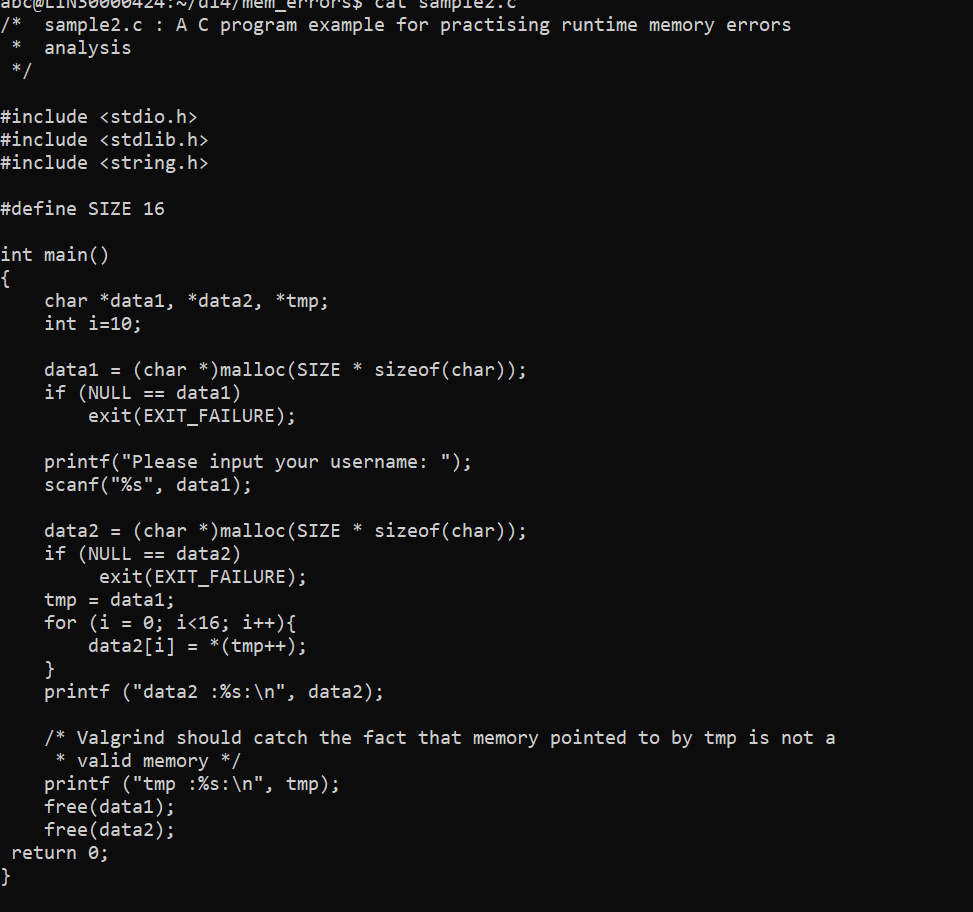 abc@LIN30000424:~/d14/mem_errors$ cat sample2.c
/*  sample2.c : A C program example for practising runtime memory errors
 *  analysis
 */
#include <stdio.h>
#include <stdlib.h>
#include <string.h>
#define SIZE 16
int main()
{
    char *data1, *data2, *tmp;
    int i=10;
    data1 = (char *)malloc(SIZE * sizeof(char));
    if (NULL == data1)
        exit(EXIT_FAILURE);
    printf("Please input your username: ");
    scanf("%s", data1);
    data2 = (char *)malloc(SIZE * sizeof(char));
    if (NULL == data2)
         exit(EXIT_FAILURE);
    tmp = data1;
    for (i = 0; i<16; i++){
        data2[i] = *(tmp++);
    }
    printf ("data2 :%s:\n", data2);
    /* Valgrind should catch the fact that memory pointed to by tmp is not a
     * valid memory */
    printf ("tmp :%s:\n", tmp);
    free(data1);
    free(data2);
 return 0;
}